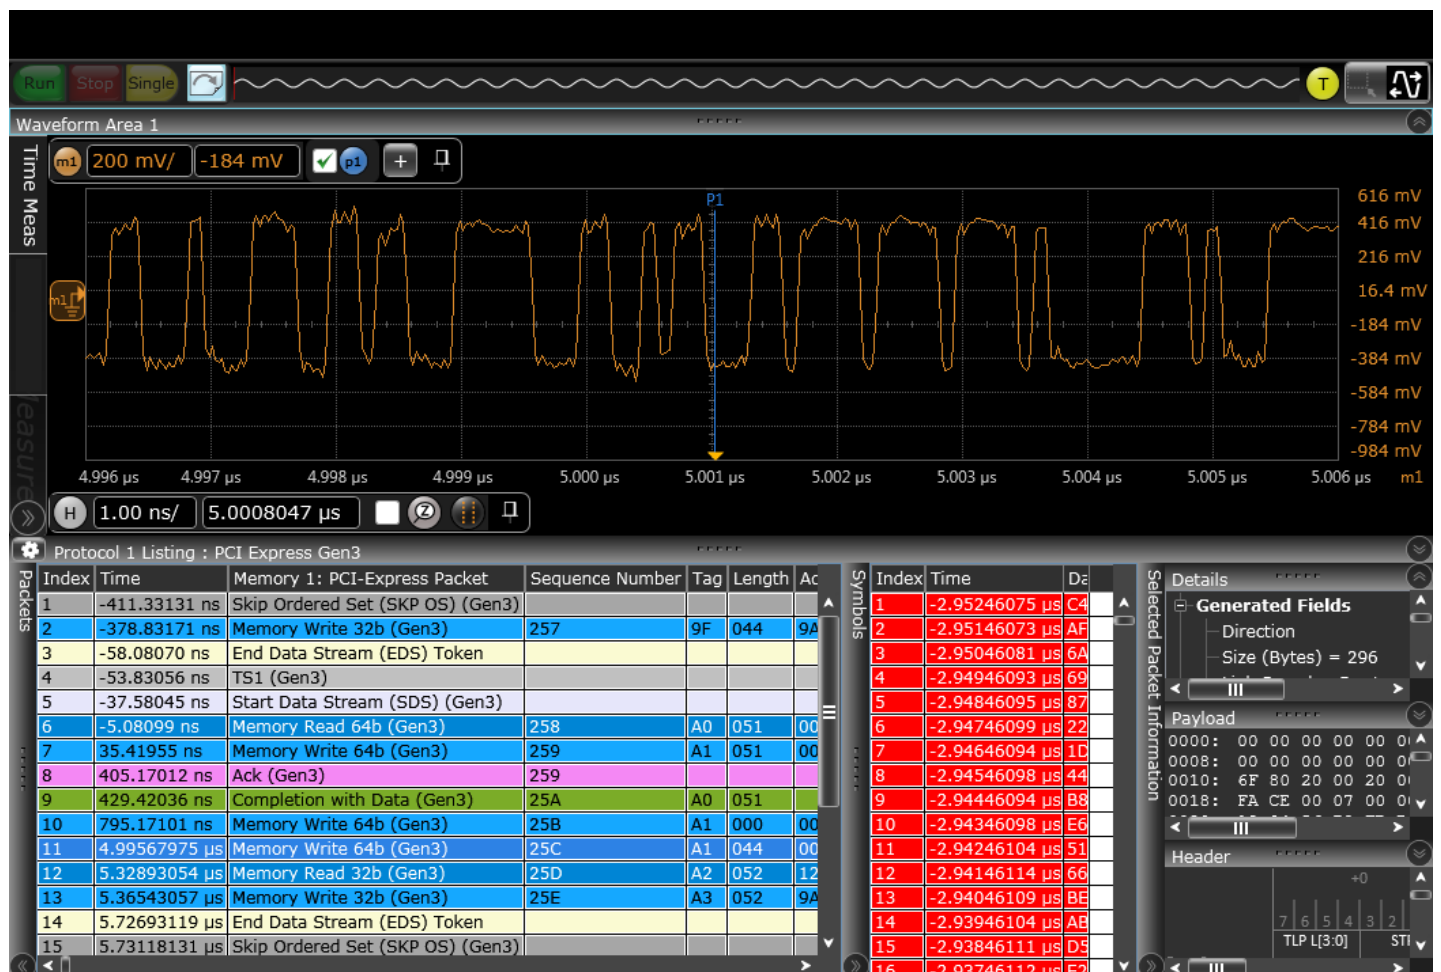 Run Stop Single T
Waveform Area 1
Time Meas
m1 200 mV/ -184 mV p1 +
P1
616 mV
416 mV
216 mV
16.4 mV
-184 mV
-384 mV
-584 mV
-784 mV
-984 mV
m1
4.996 µs 4.997 µs 4.998 µs 4.999 µs 5.000 µs 5.001 µs 5.002 µs 5.003 µs 5.004 µs 5.005 µs 5.006 µs m1
H 1.00 ns/ 5.0008047 µs Z
Protocol 1 Listing : PCI Express Gen3
Packets
Index Time Memory 1: PCI-Express Packet Sequence Number Tag Length
1 -411.33131 ns Skip Ordered Set (SKP OS) (Gen3)
2 -378.83171 ns Memory Write 32b (Gen3) 257 9F 044 9A
3 -58.08070 ns End Data Stream (EDS) Token
4 -53.83056 ns TS1 (Gen3)
5 -37.58045 ns Start Data Stream (SDS) (Gen3)
6 -5.08099 ns Memory Read 64b (Gen3) 258 A0 051 00
7 35.41955 ns Memory Write 64b (Gen3) 259 A1 051 00
8 405.17012 ns Ack (Gen3) 259
9 429.42036 ns Completion with Data (Gen3) 25A A0 051
10 795.17101 ns Memory Write 64b (Gen3) 25B A1 000 00
11 4.99567975 µs Memory Write 64b (Gen3) 25C A1 044 00
12 5.32893054 µs Memory Read 32b (Gen3) 25D A2 052 12
13 5.36543057 µs Memory Write 32b (Gen3) 25E A3 052 9A
14 5.72693119 µs End Data Stream (EDS) Token
15 5.73118131 µs Skip Ordered Set (SKP OS) (Gen3)
Symbols
Index Time Da
1 -2.95246075 µs C4
2 -2.95146073 µs AF
3 -2.95046081 µs 6A
4 -2.94946093 µs 69
5 -2.94846095 µs 87
6 -2.94746099 µs 22
7 -2.94646094 µs 1D
8 -2.94546098 µs 44
9 -2.94446094 µs B8
10 -2.94346098 µs E6
11 -2.94246104 µs 51
12 -2.94146114 µs 66
13 -2.94046109 µs BE
14 -2.93946104 µs AB
15 -2.93846111 µs D5
16 -2.93746112 µs
Selected Packet Information
Details
Generated Fields
Direction
Size (Bytes) = 296
Payload
0000: 00 00 00 00 00
0008: 00 00 00 00 00
0010: 6F 80 20 00 20
0018: FA CE 00 07 00
Header
+0
7 6 5 4 3 2
TLP L[3:0] ST